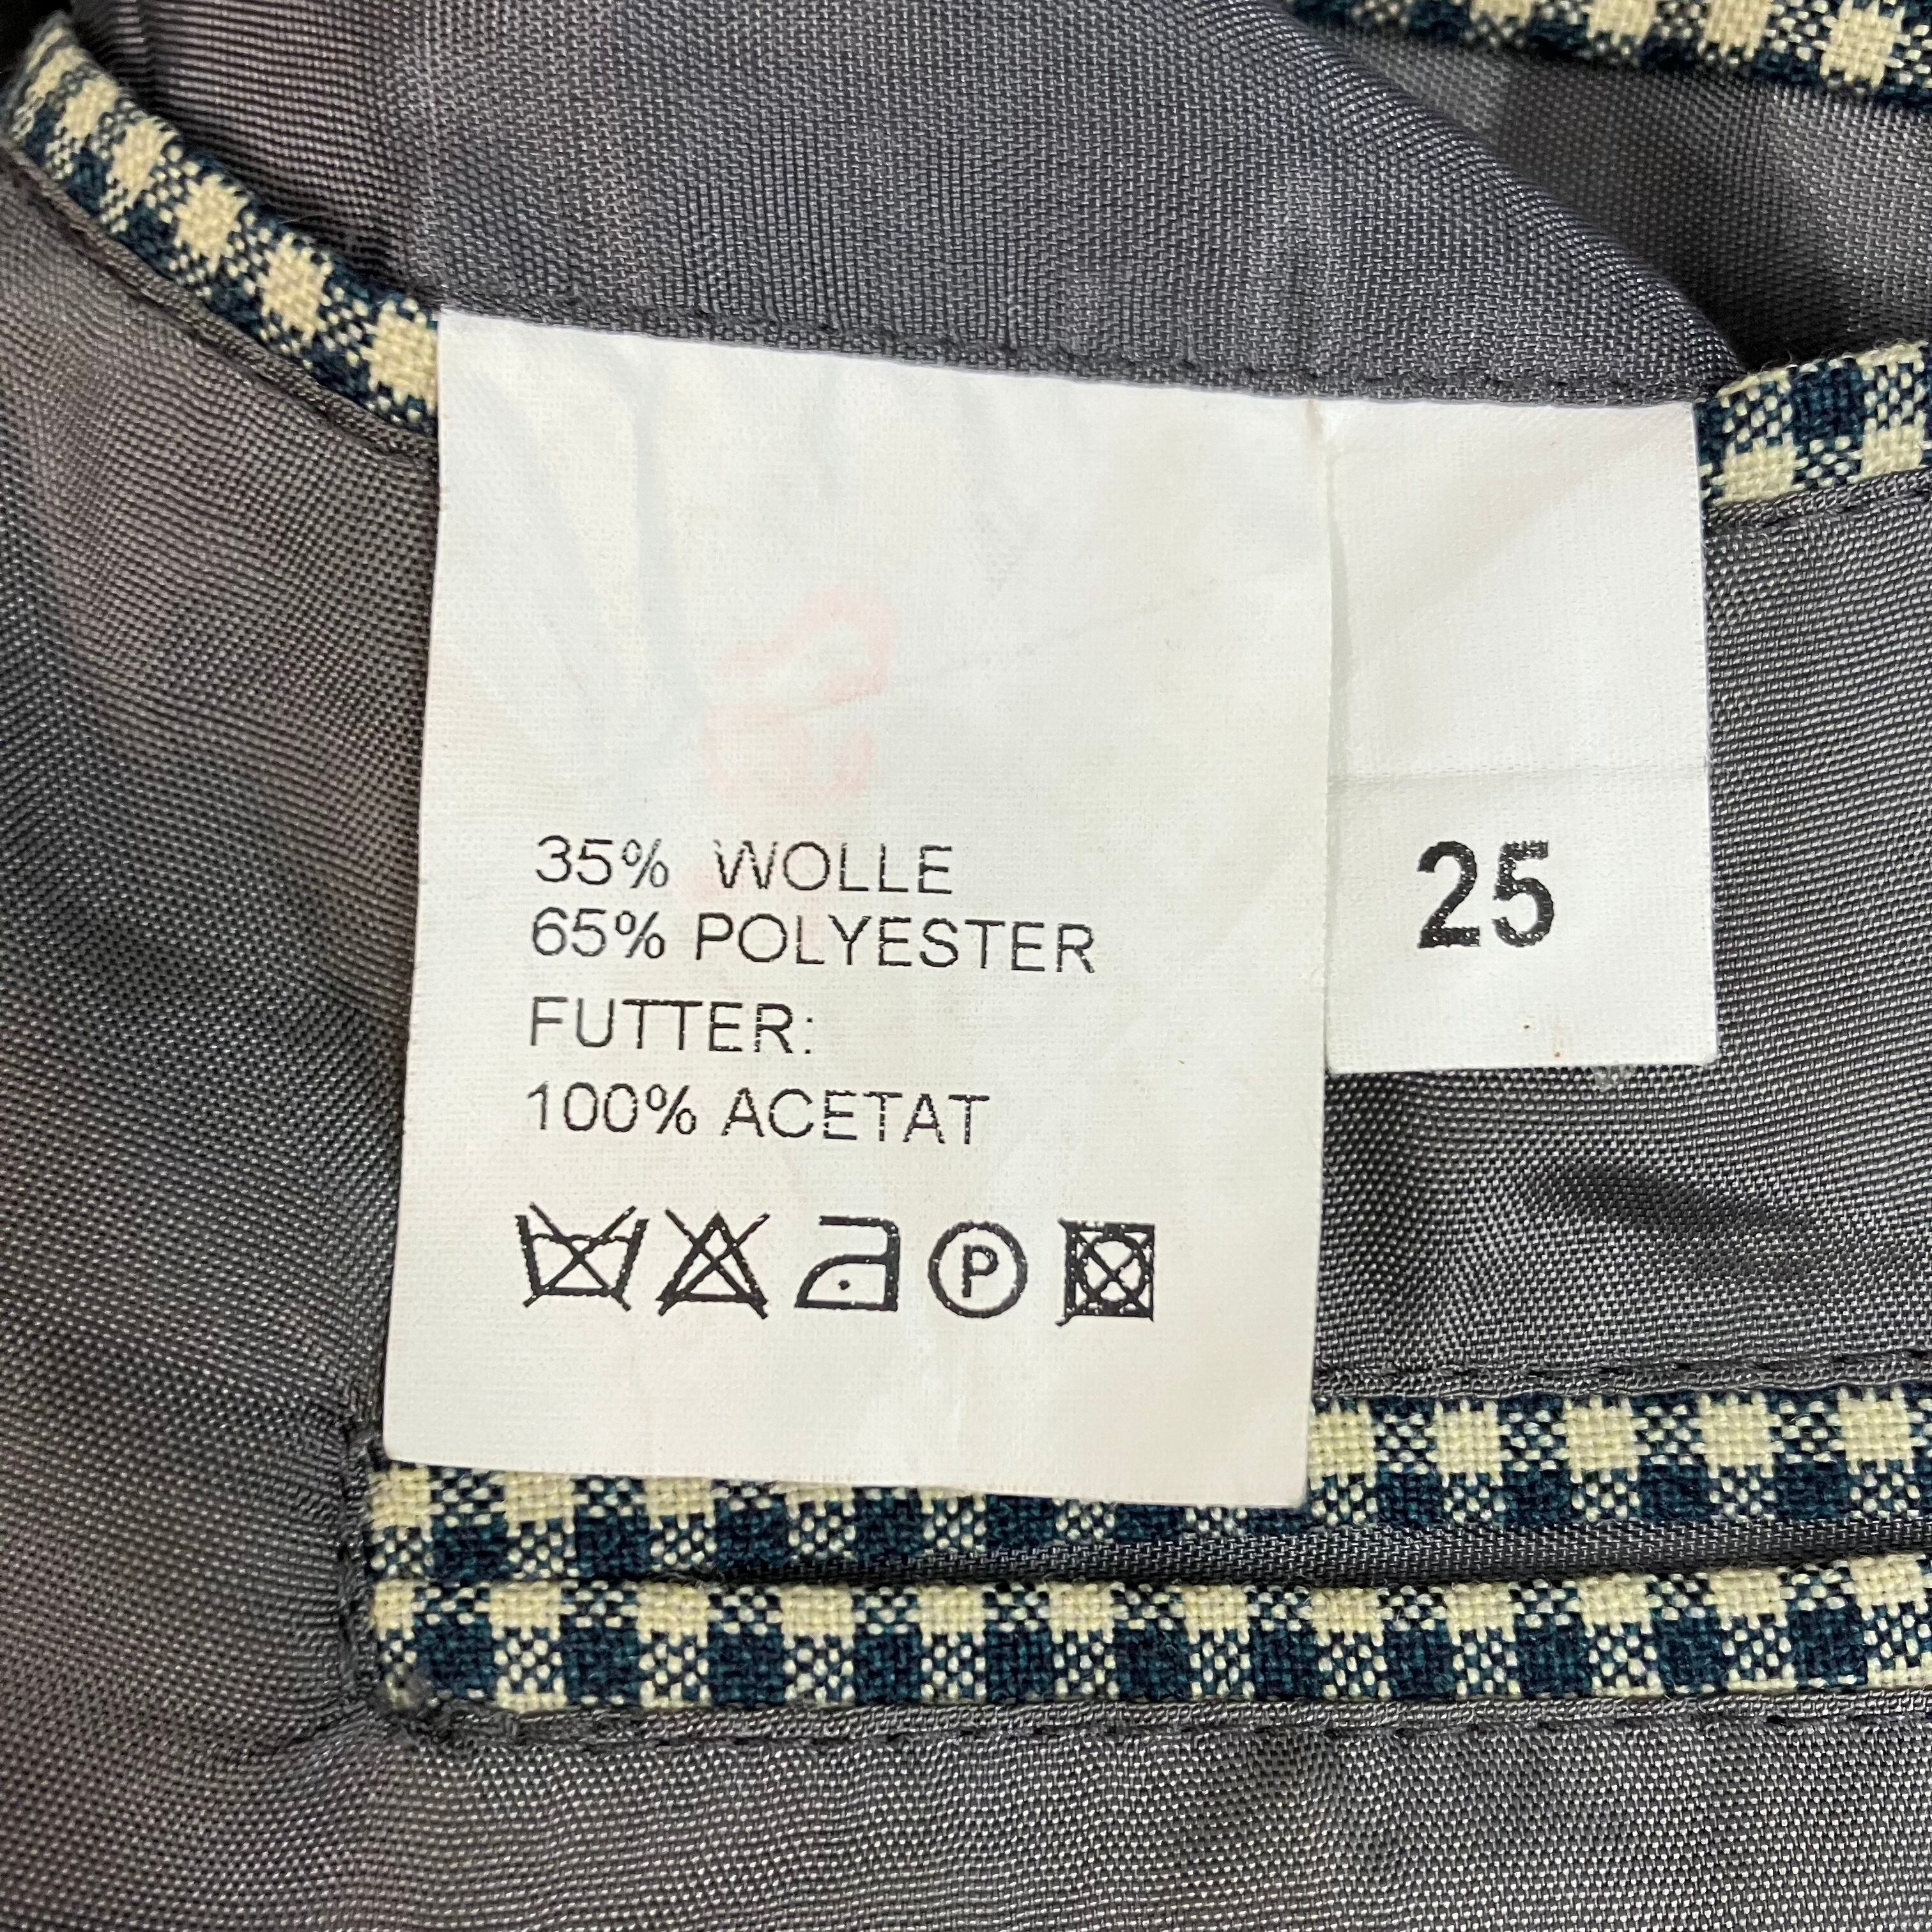 35% WOLLE
65% POLYESTER
FUTTER:
100% ACETAT
P
25